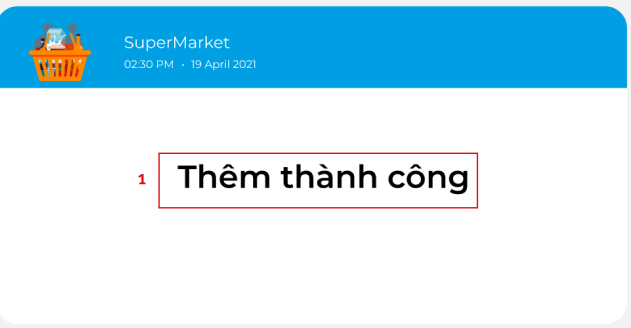 SuperMarket
02:30 PM • 19 April 2021
1 Thêm thành công